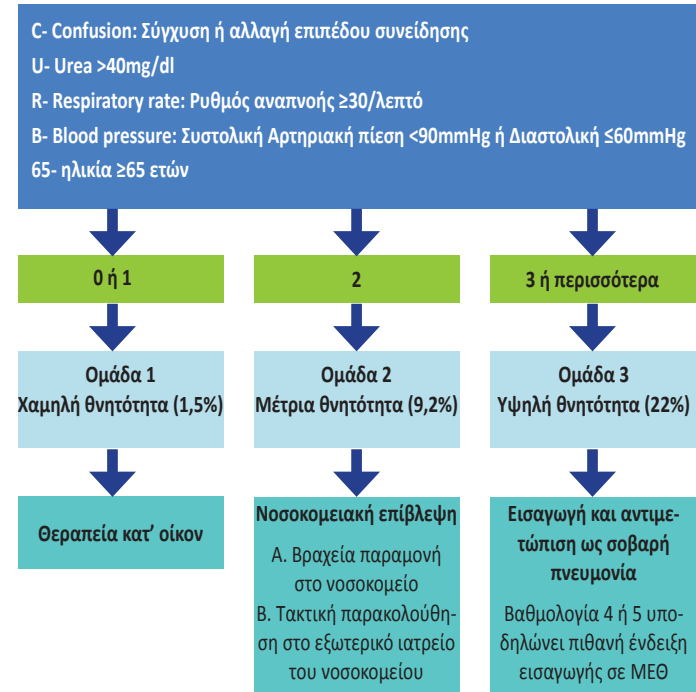 C- Confusion: Σύγχυση ή αλλαγή επιπέδου συνείδησης
U- Urea >40mg/dl
R- Respiratory rate: Ρυθμός αναπνοής ≥30/λεπτό
B- Blood pressure: Συστολική Αρτηριακή πίεση <90mmHg ή Διαστολική ≤60mmHg
65- ηλικία ≥65 ετών
0 ή 1
2
3 ή περισσότερα
Ομάδα 1
Χαμηλή θνητότητα (1,5%)
Ομάδα 2
Μέτρια θνητότητα (9,2%)
Ομάδα 3
Υψηλή θνητότητα (22%)
Θεραπεία κατ’ οίκον
Νοσοκομειακή επίβλεψη
Α. Βραχεία παραμονή
στο νοσοκομείο
Β. Τακτική παρακολούθη-
ση στο εξωτερικό ιατρείο
του νοσοκομείου
Εισαγωγή και αντιμε-
τώπιση ως σοβαρή
πνευμονία
Βαθμολογία 4 ή 5 υπο-
δηλώνει πιθανή ένδειξη
εισαγωγής σε ΜΕΘ